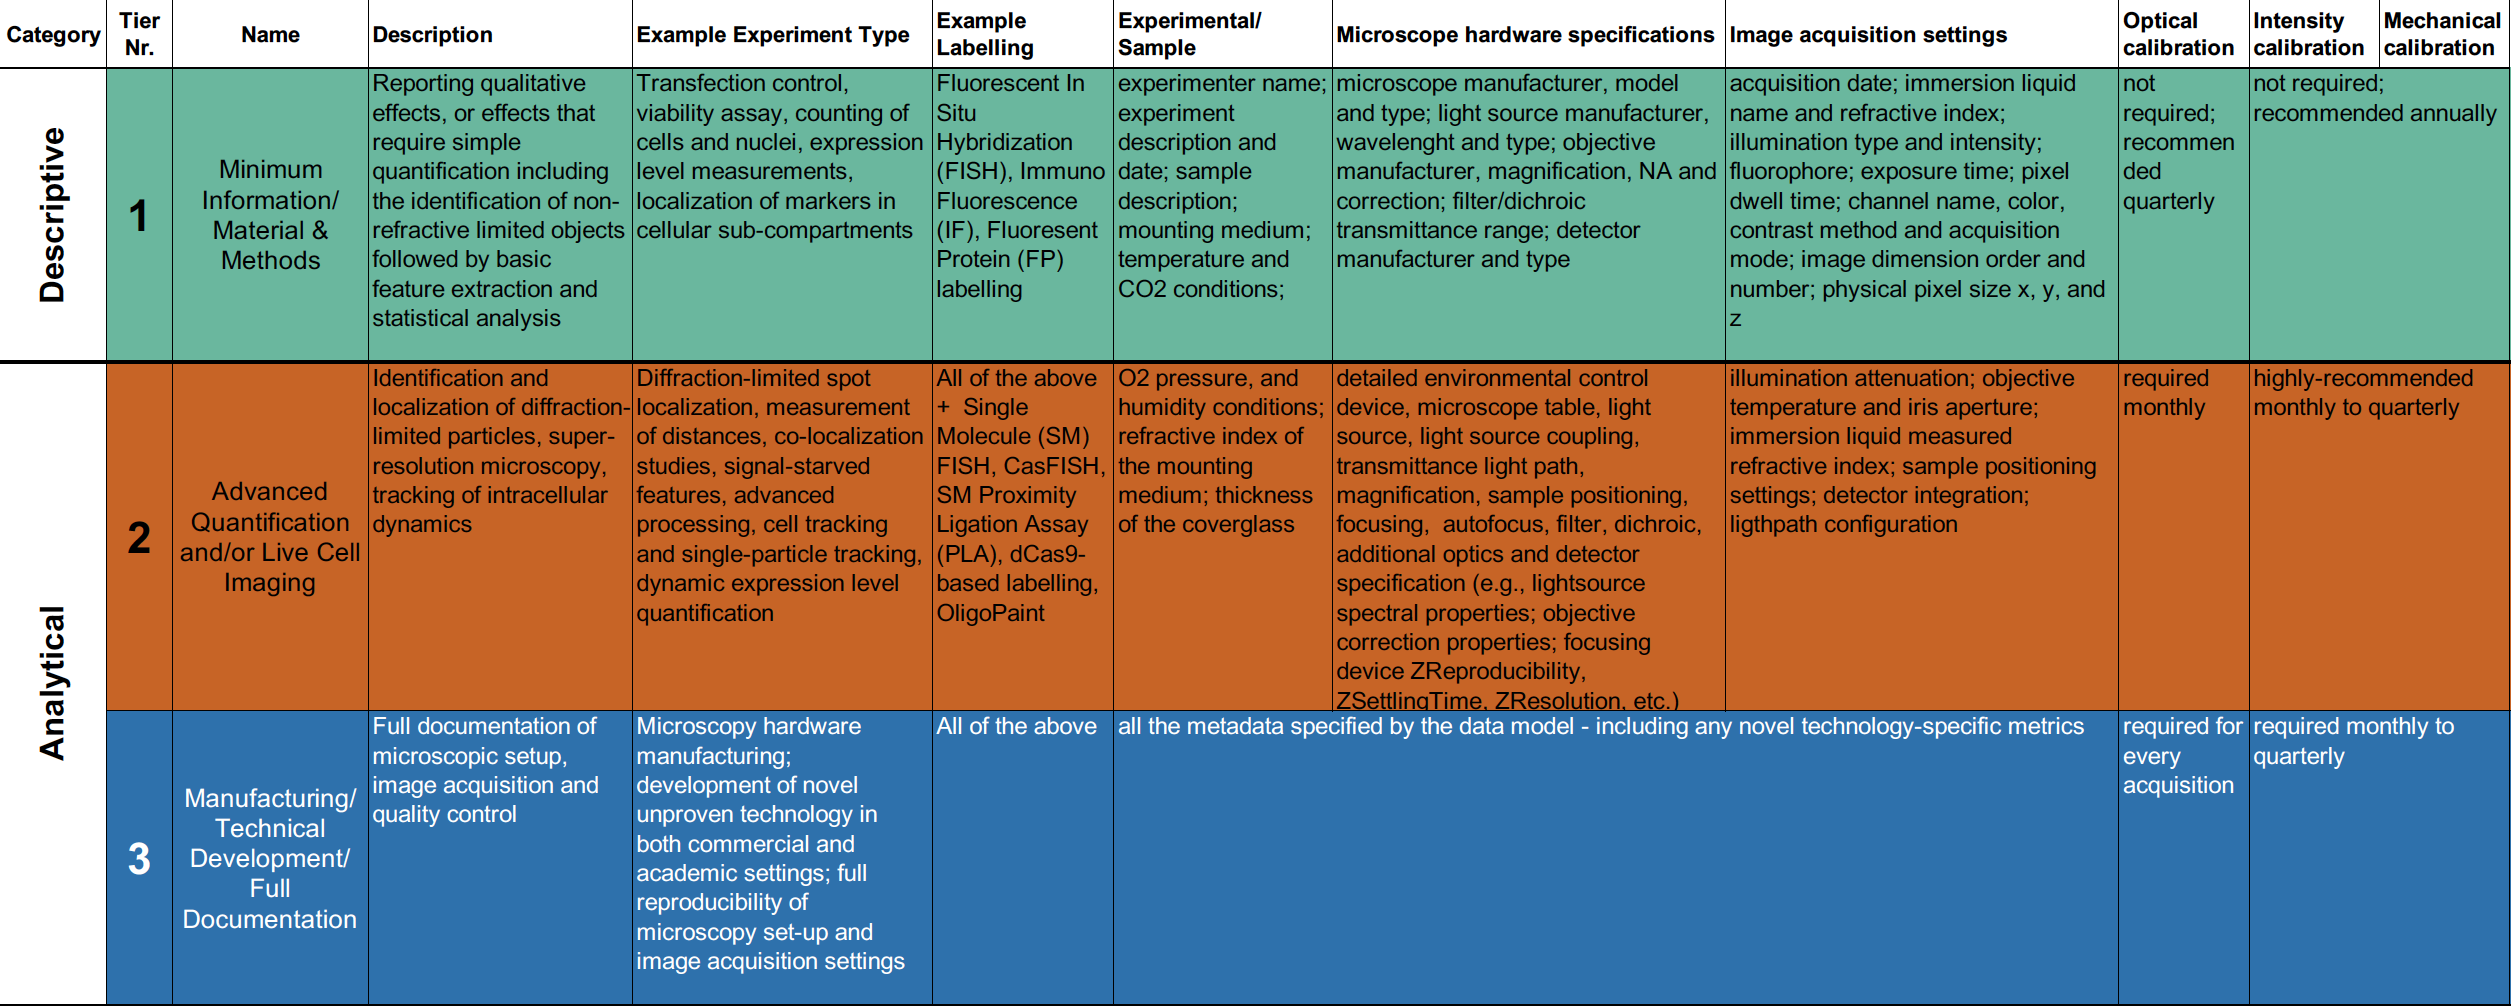 Category
Tier
Nr.
Name
Description
Example Experiment Type
Example
Labelling
Experimental/
Sample
Microscope hardware specifications
Image acquisition settings
Optical
calibration
Intensity
calibration
Mechanical
calibration
Descriptive
1
Minimum
Information/
Material &
Methods
Reporting qualitative
effects, or effects that
require simple
quantification including
the identification of non-
refractive limited objects
followed by basic
feature extraction and
statistical analysis
Transfection control,
viability assay, counting of
cells and nuclei, expression
level measurements,
localization of markers in
cellular sub-compartments
Fluorescent In
Situ
Hybridization
(FISH), Immuno
Fluorescence
(IF), Fluoresent
Protein (FP)
labelling
experimenter name;
experiment
description and
date; sample
description;
mounting medium;
temperature and
CO2 conditions;
microscope manufacturer, model
and type; light source manufacturer,
wavelenght and type; objective
manufacturer, magnification, NA and
correction; filter/dichroic
transmittance range; detector
manufacturer and type
acquisition date; immersion liquid
name and refractive index;
illumination type and intensity;
fluorophore; exposure time; pixel
dwell time; channel name, color,
contrast method and acquisition
mode; image dimension order and
number; physical pixel size x, y, and
z
not
required;
recommen
ded
quarterly
not required;
recommended annually
Analytical
2
Advanced
Quantification
and/or Live Cell
Imaging
Identification and
localization of diffraction-
limited particles, super-
resolution microscopy,
tracking of intracellular
dynamics
Diffraction-limited spot
localization, measurement
of distances, co-localization
studies, signal-starved
features, advanced
processing, cell tracking
and single-particle tracking,
dynamic expression level
quantification
All of the above
+ Single
Molecule (SM)
FISH, CasFISH,
SM Proximity
Ligation Assay
(PLA), dCas9-
based labelling,
OligoPaint
O2 pressure, and
humidity conditions;
refractive index of
the mounting
medium; thickness
of the coverglass
detailed environmental control
device, microscope table, light
source, light source coupling,
transmittance light path,
magnification, sample positioning,
focusing, autofocus, filter, dichroic,
additional optics and detector
specification (e.g., lightsource
spectral properties; objective
correction properties; focusing
device ZReproducibility,
ZSettlingTime, ZResolution, etc.)
illumination attenuation; objective
temperature and iris aperture;
immersion liquid measured
refractive index; sample positioning
settings; detector integration;
ligthpath configuration
required
monthly
highly-recommended
monthly to quarterly
3
Manufacturing/
Technical
Development/
Full
Documentation
Full documentation of
microscopic setup,
image acquisition and
quality control
Microscopy hardware
manufacturing;
development of novel
unproven technology in
both commercial and
academic settings; full
reproducibility of
microscopy set-up and
image acquisition settings
All of the above
all the metadata specified by the data model - including any novel technology-specific metrics
required for
every
acquisition
required monthly to
quarterly